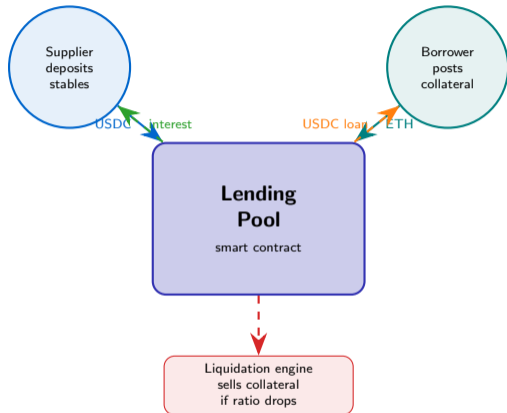 Supplier
deposits
stables
Borrower
posts
collateral
USDC
interest
USDC loan
ETH
Lending
Pool
smart contract
Liquidation engine
sells collateral
if ratio drops